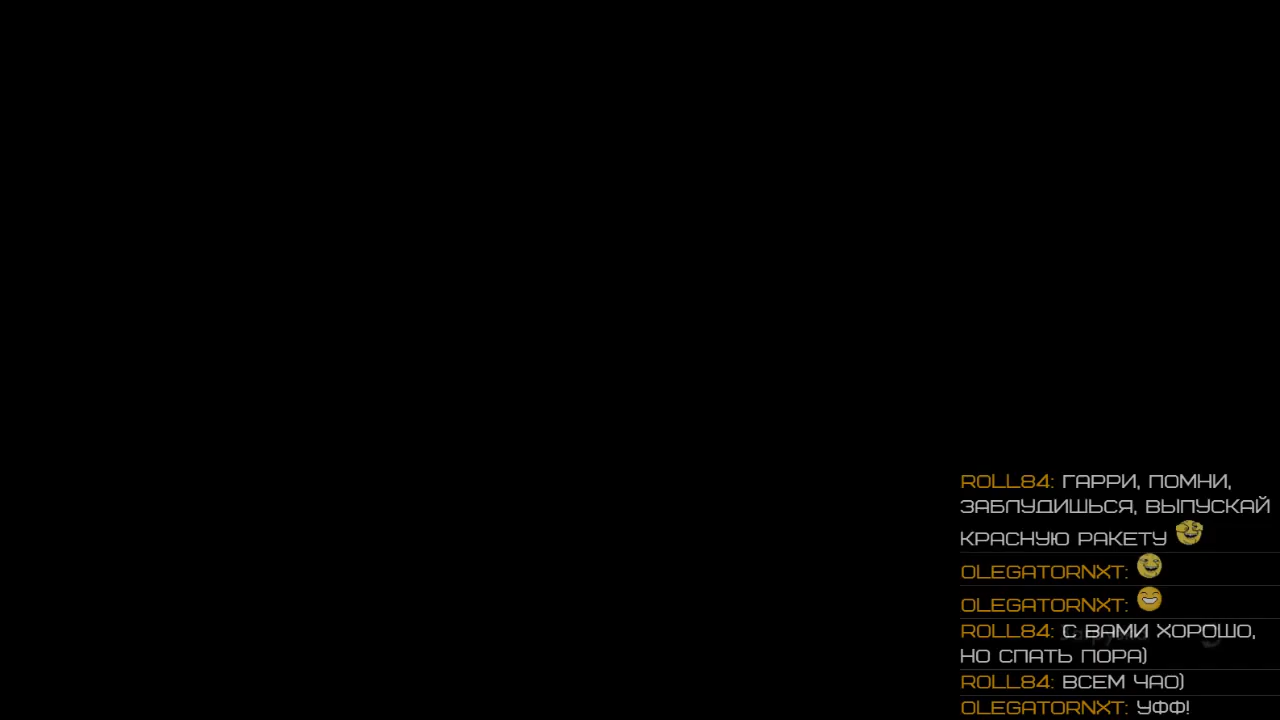 ROLL84: ГАРРИ, ПОМНИ,
ЗАБЛУДИШЬСЯ, ВЫПУСКАЙ
КРАСНУЮ РАКЕТУ
OLEGATORNXT:
OLEGATORNXT:
ROLL84: С ВАМИ ХОРОШО,
НО СПАТЬ ПОРА)
ROLL84: ВСЕМ ЧАО)
OLEGATORNXT: УФФ!